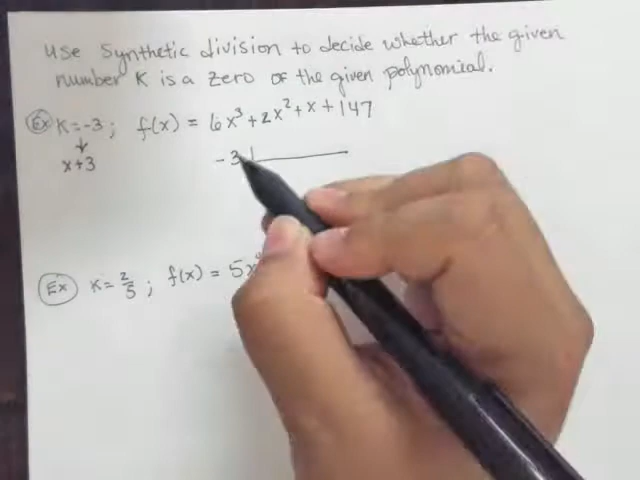 use synthetic division to decide whether the given
number K is a zero of the given polynomial.
Ex K=-3; f(x) = 6x³+2x²+x+147
↓
x+3
-3
Ex K=2/5; f(x) = 5x